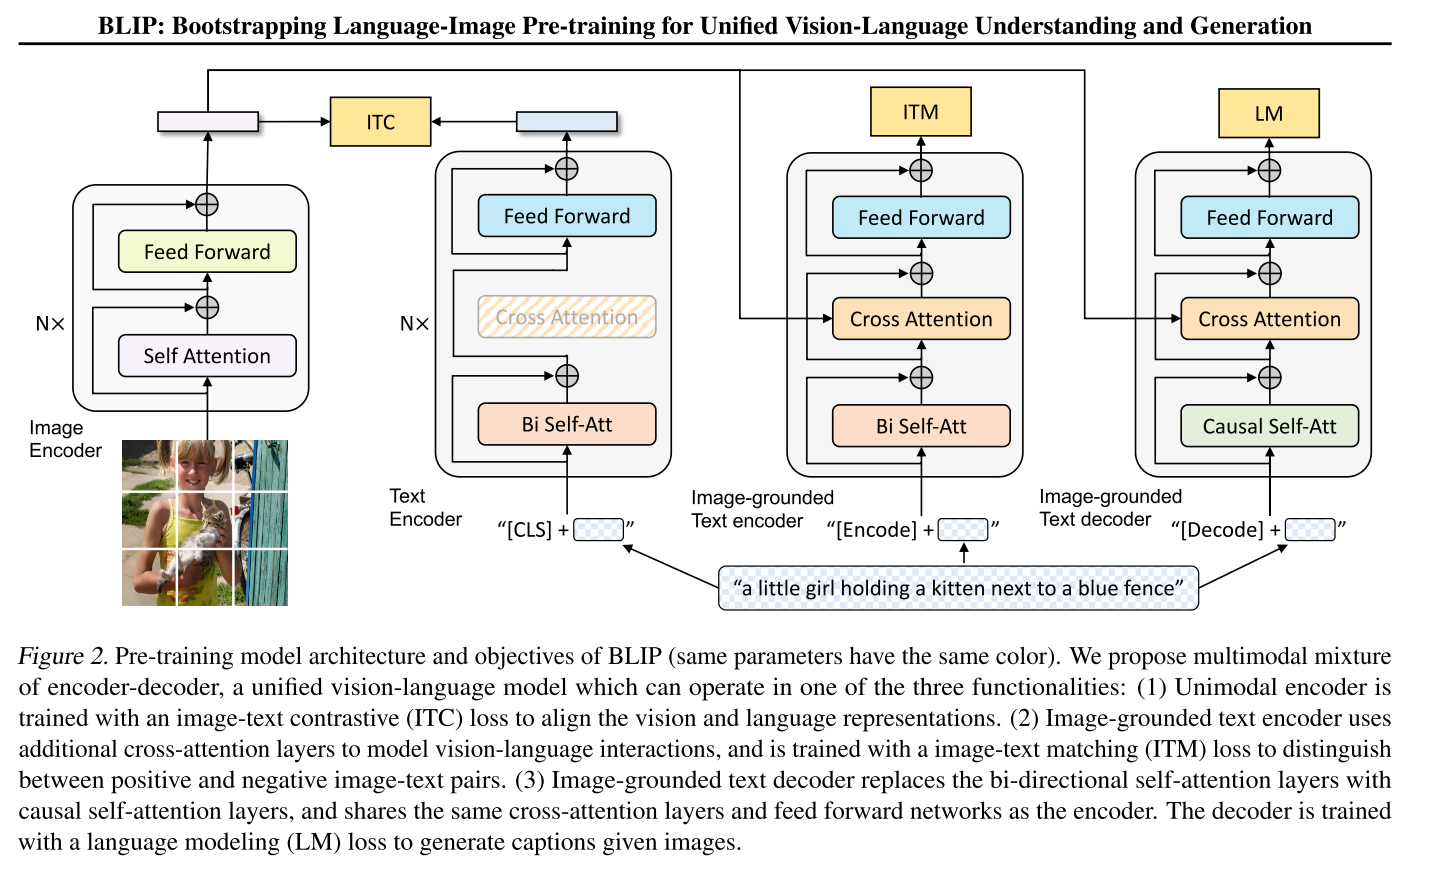 BLIP: Bootstrapping Language-Image Pre-training for Unified Vision-Language Understanding and Generation
ITC
ITM
LM
Feed Forward
Self Attention
N×
Image
Encoder
Feed Forward
Cross Attention
Bi Self-Att
N×
Text
Encoder
“[CLS] + ”
Feed Forward
Cross Attention
Bi Self-Att
Image-grounded
Text encoder
“[Encode] + ”
Feed Forward
Cross Attention
Causal Self-Att
Image-grounded
Text decoder
“[Decode] + ”
“a little girl holding a kitten next to a blue fence”
Figure 2. Pre-training model architecture and objectives of BLIP (same parameters have the same color). We propose multimodal mixture
of encoder-decoder, a unified vision-language model which can operate in one of the three functionalities: (1) Unimodal encoder is
trained with an image-text contrastive (ITC) loss to align the vision and language representations. (2) Image-grounded text encoder uses
additional cross-attention layers to model vision-language interactions, and is trained with a image-text matching (ITM) loss to distinguish
between positive and negative image-text pairs. (3) Image-grounded text decoder replaces the bi-directional self-attention layers with
causal self-attention layers, and shares the same cross-attention layers and feed forward networks as the encoder. The decoder is trained
with a language modeling (LM) loss to generate captions given images.